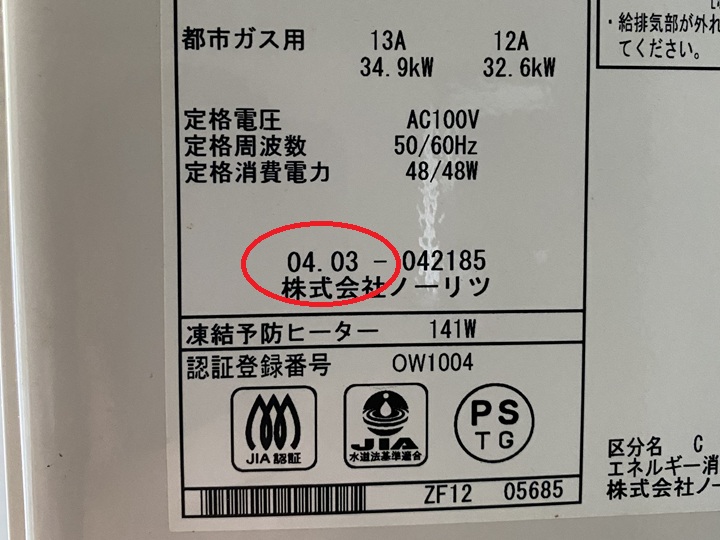 都市ガス用 13A 12A
34.9kW 32.6kW
定格電圧 AC100V
定格周波数 50/60Hz
定格消費電力 48/48W
04.03 - 042185
株式会社ノーリツ
凍結予防ヒーター 141W
認証登録番号 OW1004
JIA 認証
JIA
水道法基準適合
PS
TG
ZF12 05685
・給排気部が外れ
てください。
区分名 C
エネルギー消
株式会社ノー